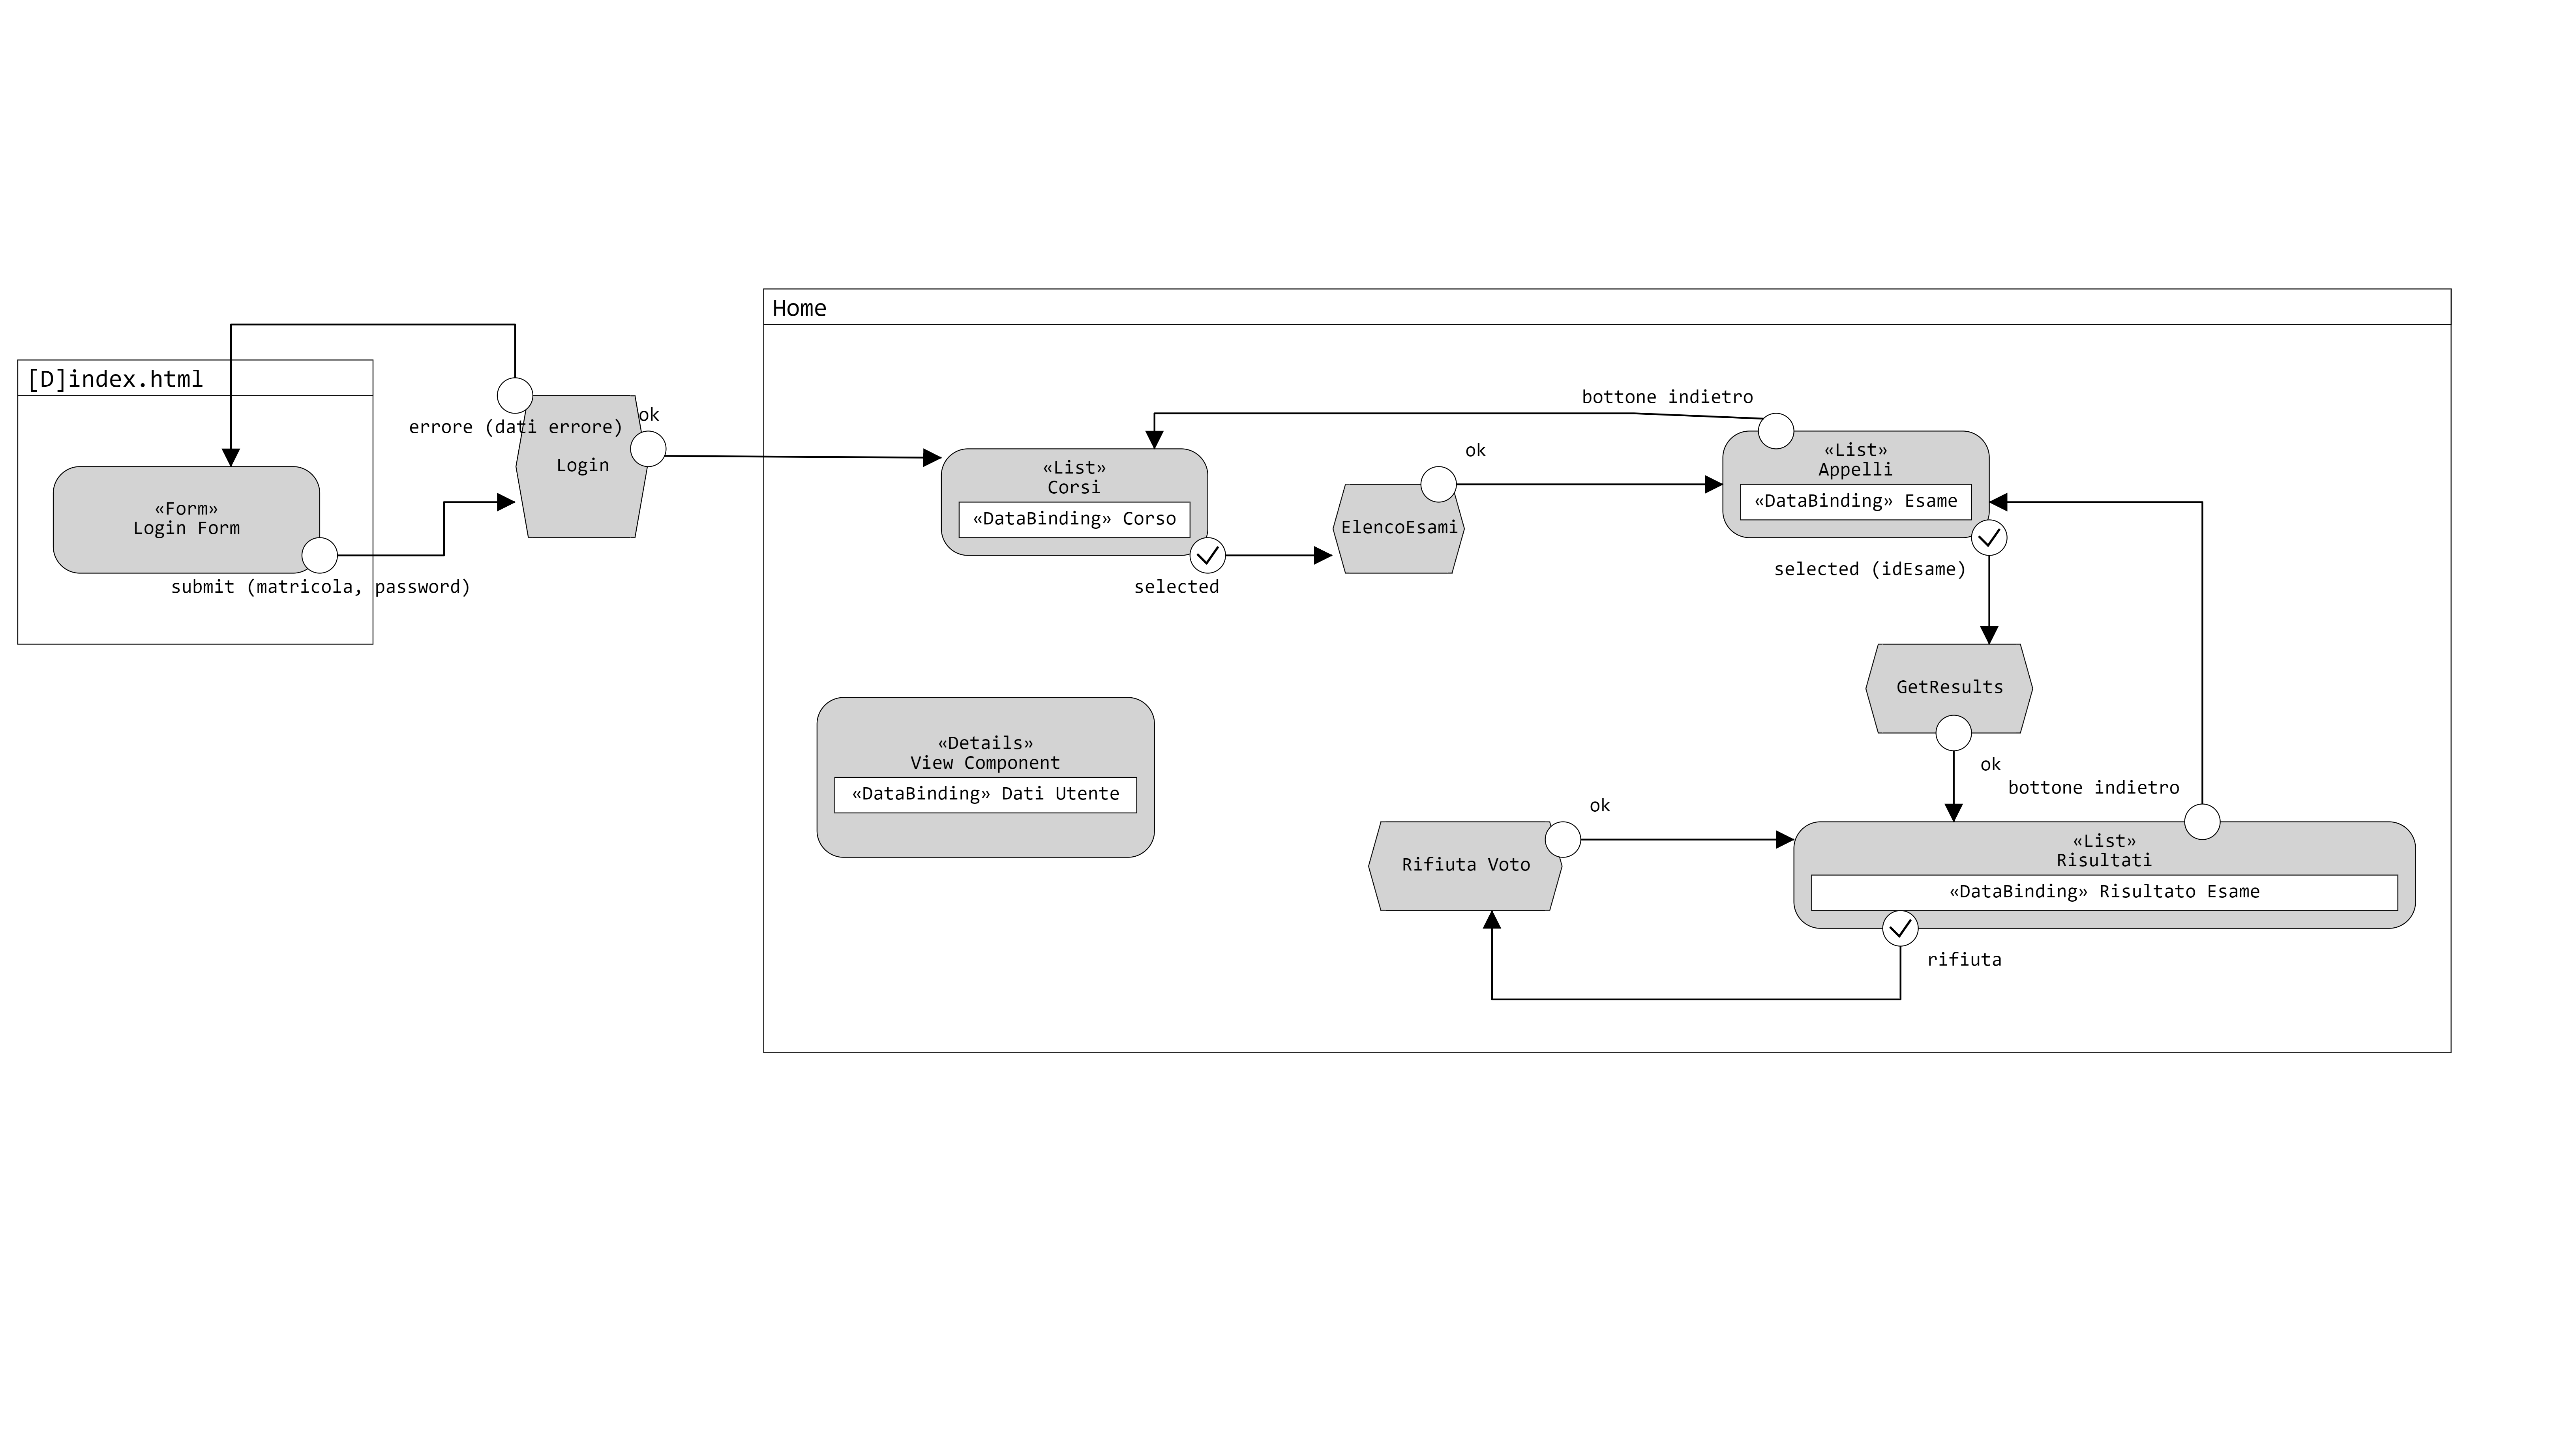 Home
[D]index.html
errore (dati errore)
ok
Login
«Form»
Login Form
submit (matricola, password)
bottone indietro
«List»
Corsi
«DataBinding» Corso
selected
ok
ElencoEsami
«List»
Appelli
«DataBinding» Esame
selected (idEsame)
GetResults
ok
bottone indietro
«Details»
View Component
«DataBinding» Dati Utente
ok
Rifiuta Voto
«List»
Risultati
«DataBinding» Risultato Esame
rifiuta